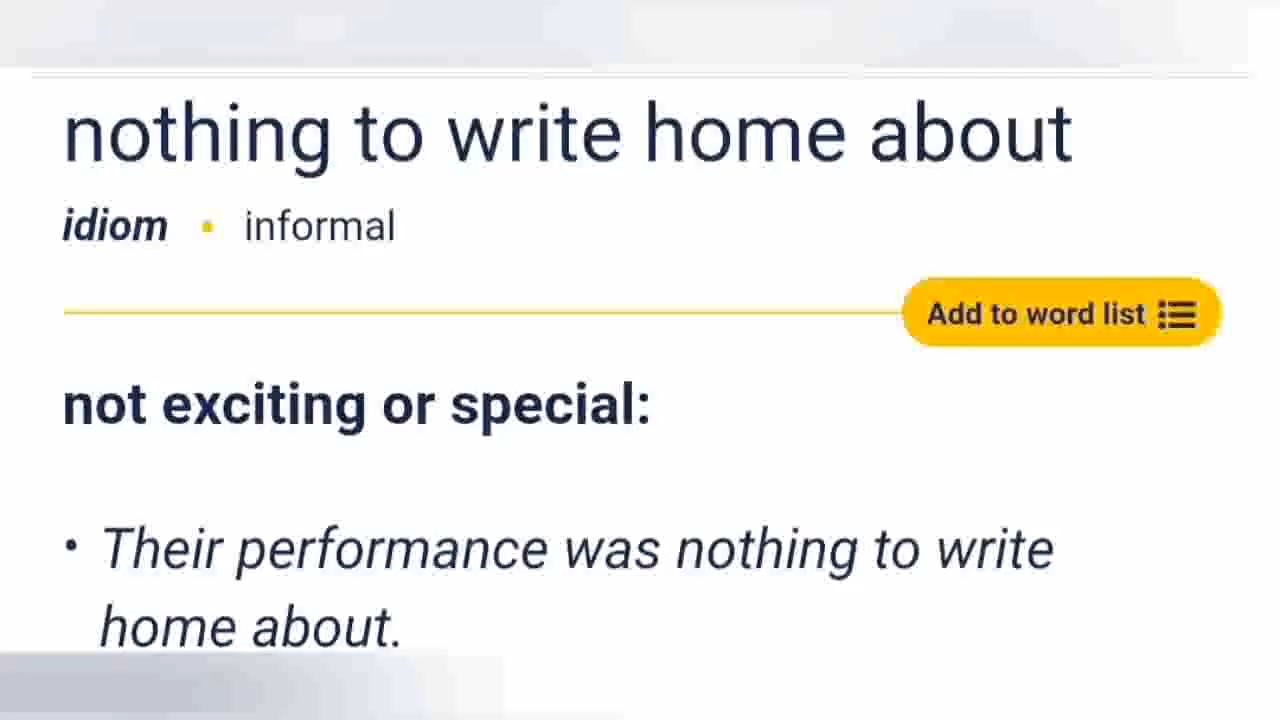 nothing to write home about
idiom • informal
Add to word list
not exciting or special:
• Their performance was nothing to write
home about.